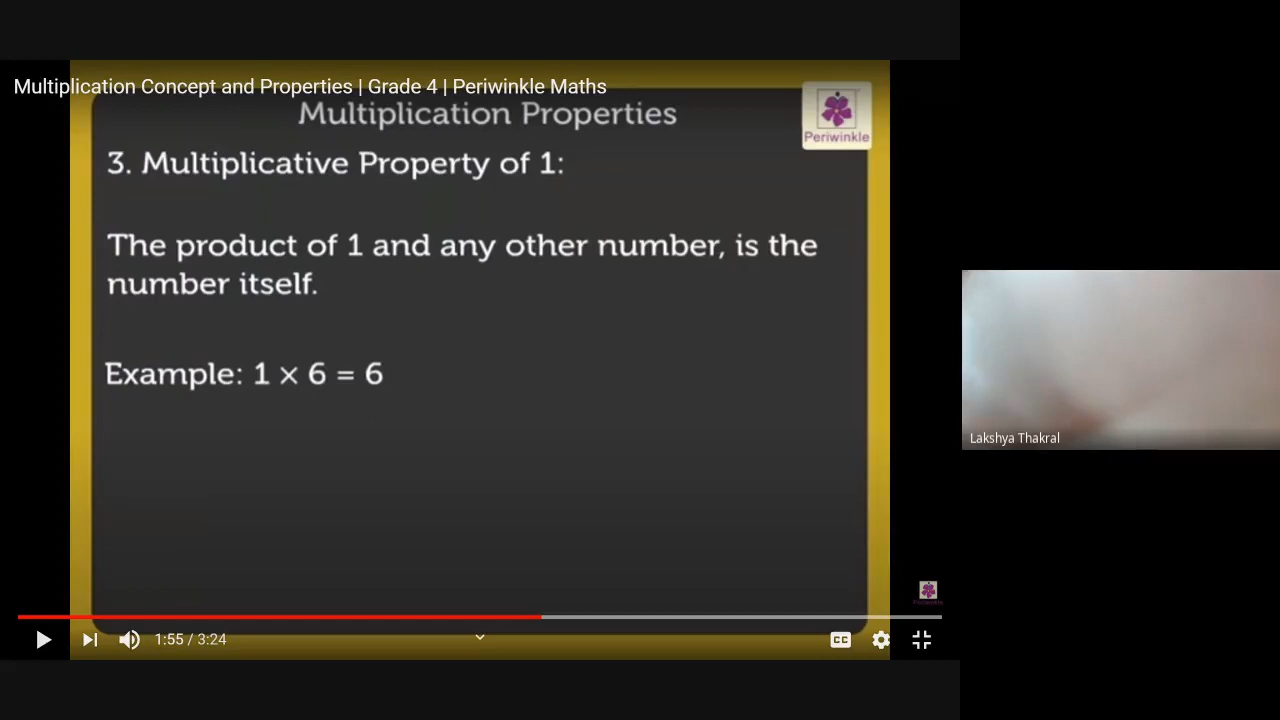 Multiplication Concept and Properties | Grade 4 | Periwinkle Maths
Multiplication Properties
Periwinkle
3. Multiplicative Property of 1:
The product of 1 and any other number, is the
number itself.
Example: 1 × 6 = 6
Lakshya Thakral
1:55 / 3:24
CC